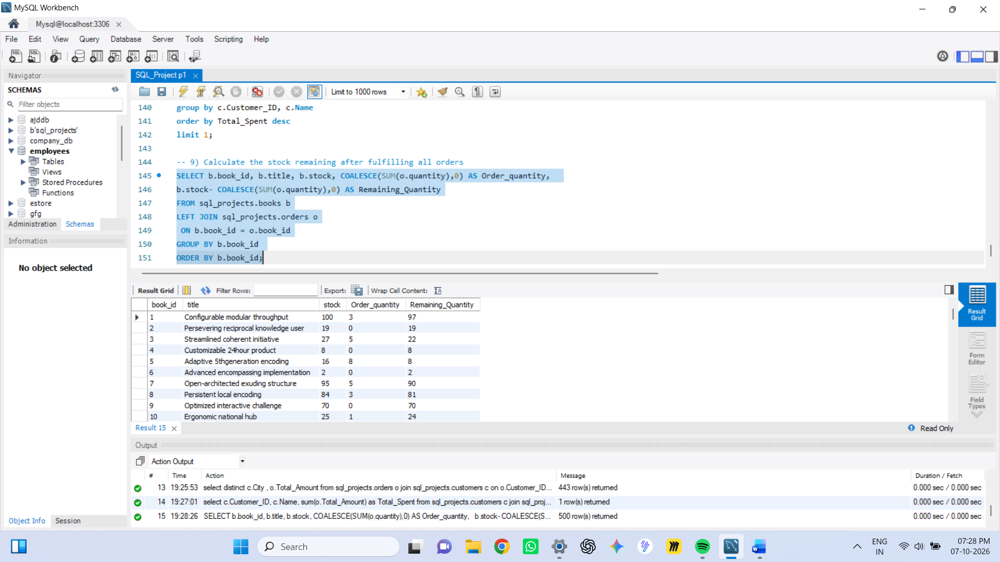 MySQL Workbench
Mysql@localhost:3306
File Edit View Query Database Server Tools Scripting Help
Navigator
SCHEMAS
Filter objects
ajddb
b'sql_projects'
company_db
employees
Tables
Views
Stored Procedures
Functions
estore
gfg
Administration Schemas
Information
No object selected
Object Info Session
SQL_Project p1
Limit to 1000 rows
140 group by c.Customer_ID, c.Name
141 order by Total_Spent desc
142 limit 1;
143
144 -- 9) Calculate the stock remaining after fulfilling all orders
145 SELECT b.book_id, b.title, b.stock, COALESCE(SUM(o.quantity),0) AS Order_quantity,
146 b.stock- COALESCE(SUM(o.quantity),0) AS Remaining_Quantity
147 FROM sql_projects.books b
148 LEFT JOIN sql_projects.orders o
149 ON b.book_id = o.book_id
150 GROUP BY b.book_id
151 ORDER BY b.book_id;
Result Grid Filter Rows: Export: Wrap Cell Content:
book_id title stock Order_quantity Remaining_Quantity
1 Configurable modular throughput 100 3 97
2 Persevering reciprocal knowledge user 19 0 19
3 Streamlined coherent initiative 27 5 22
4 Customizable 24hour product 8 0 8
5 Adaptive 5thgeneration encoding 16 8 8
6 Advanced encompassing implementation 2 0 2
7 Open-architected exuding structure 95 5 90
8 Persistent local encoding 84 3 81
9 Optimized interactive challenge 70 0 70
10 Ergonomic national hub 25 1 24
Result Grid
Form Editor
Field Types
Result 15
Read Only
Output
Action Output
# Time Action Message Duration / Fetch
13 19:25:53 select distinct c.City , o.Total_Amount from sql_projects.orders o join sql_projects.customers c on o.Customer_ID... 443 row(s) returned 0.000 sec / 0.000 sec
14 19:27:01 select c.Customer_ID, c.Name, sum(o.Total_Amount) as Total_Spent from sql_projects.customers c join sql_proj... 1 row(s) returned 0.000 sec / 0.000 sec
15 19:28:26 SELECT b.book_id, b.title, b.stock, COALESCE(SUM(o.quantity),0) AS Order_quantity, b.stock- COALESCE(S... 500 row(s) returned 0.000 sec / 0.000 sec
Search
ENG
IN
07:28 PM
07-10-2026